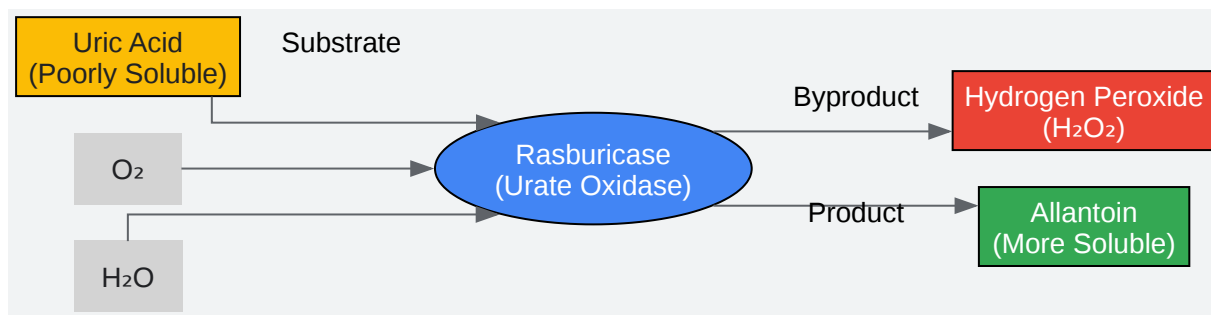 Uric Acid
(Poorly Soluble)
Substrate
O₂
H₂O
Rasburicase
(Urate Oxidase)
Byproduct
Product
Hydrogen Peroxide
(H₂O₂)
Allantoin
(More Soluble)